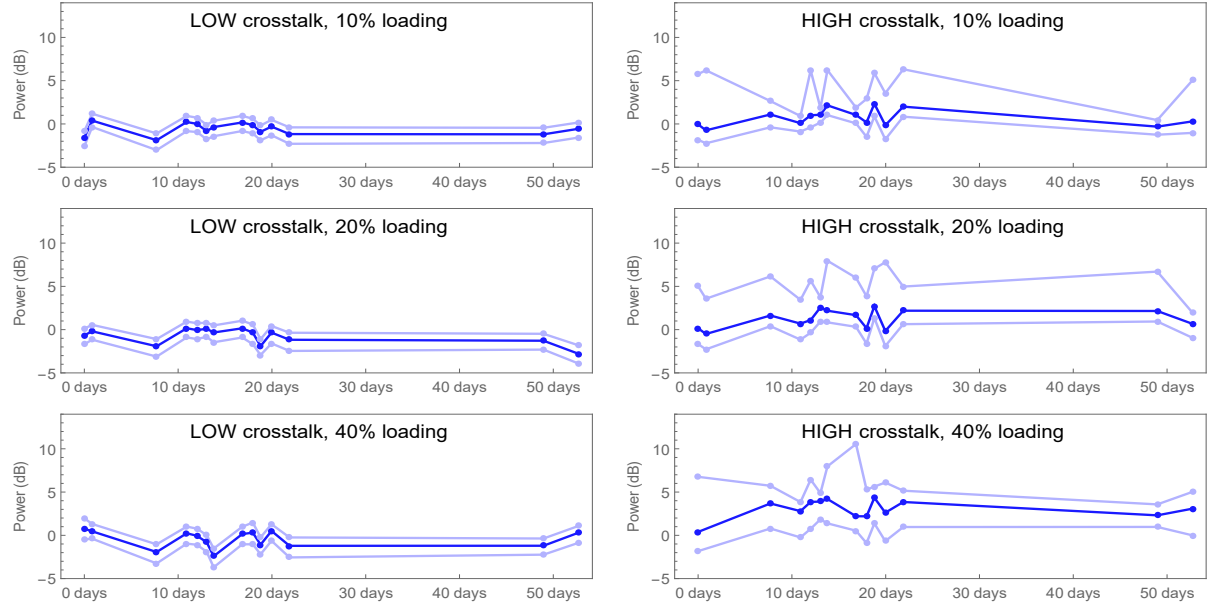 LOW crosstalk, 10% loading
Power (dB)
10
5
0
−5
0 days 10 days 20 days 30 days 40 days 50 days
HIGH crosstalk, 10% loading
Power (dB)
10
5
0
−5
0 days 10 days 20 days 30 days 40 days 50 days
LOW crosstalk, 20% loading
Power (dB)
10
5
0
−5
0 days 10 days 20 days 30 days 40 days 50 days
HIGH crosstalk, 20% loading
Power (dB)
10
5
0
−5
0 days 10 days 20 days 30 days 40 days 50 days
LOW crosstalk, 40% loading
Power (dB)
10
5
0
−5
0 days 10 days 20 days 30 days 40 days 50 days
HIGH crosstalk, 40% loading
Power (dB)
10
5
0
−5
0 days 10 days 20 days 30 days 40 days 50 days